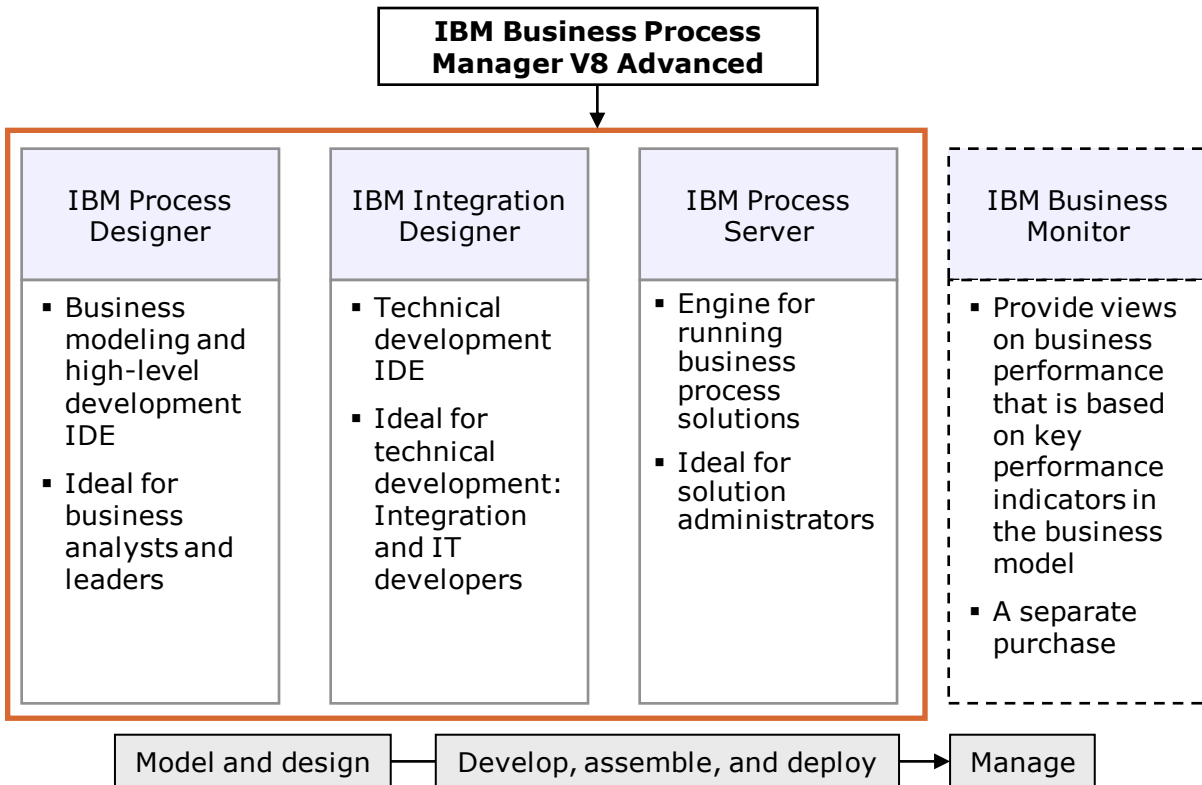 IBM Business Process
Manager V8 Advanced
IBM Process
Designer
▪ Business
modeling and
high-level
development
IDE
▪ Ideal for
business
analysts and
leaders
IBM Integration
Designer
▪ Technical
development
IDE
▪ Ideal for
technical
development:
Integration
and IT
developers
IBM Process
Server
▪ Engine for
running
business
process
solutions
▪ Ideal for
solution
administrators
IBM Business
Monitor
▪ Provide views
on business
performance
that is based
on key
performance
indicators in
the business
model
▪ A separate
purchase
Model and design
Develop, assemble, and deploy
Manage